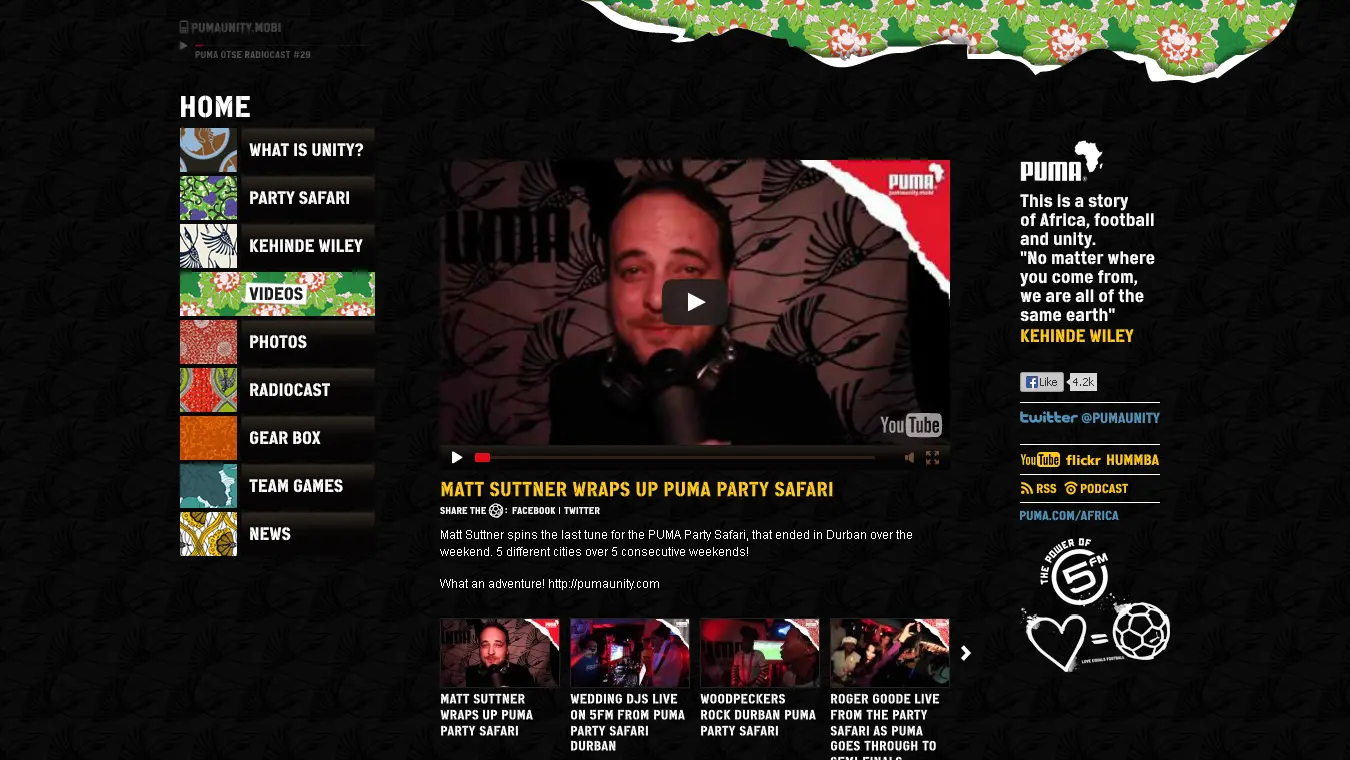 PUMAUNITY.MOBI
PUMA OTSE RADIOCAST #29
HOME
WHAT IS UNITY?
PARTY SAFARI
KEHINDE WILEY
VIDEOS
PHOTOS
RADIOCAST
GEAR BOX
TEAM GAMES
NEWS
PUMA
pumaunity.mobi
YouTube
MATT SUTTNER WRAPS UP PUMA PARTY SAFARI
SHARE THE : FACEBOOK | TWITTER
Matt Suttner spins the last tune for the PUMA Party Safari, that ended in Durban over the
weekend. 5 different cities over 5 consecutive weekends!
What an adventure! http://pumaunity.com
MATT SUTTNER
WRAPS UP PUMA
PARTY SAFARI
WEDDING DJS LIVE
ON 5FM FROM PUMA
PARTY SAFARI
DURBAN
WOODPECKERS
ROCK DURBAN PUMA
PARTY SAFARI
ROGER GOODE LIVE
FROM THE PARTY
SAFARI AS PUMA
GOES THROUGH TO
SEMI FINALS
PUMA
This is a story
of Africa, football
and unity.
"No matter where
you come from,
we are all of the
same earth"
KEHINDE WILEY
Like 4.2k
twitter @PUMAUNITY
YouTube flickr HUMMBA
RSS PODCAST
PUMA.COM/AFRICA
THE POWER OF
5FM
=
LOVE EQUALS FOOTBALL